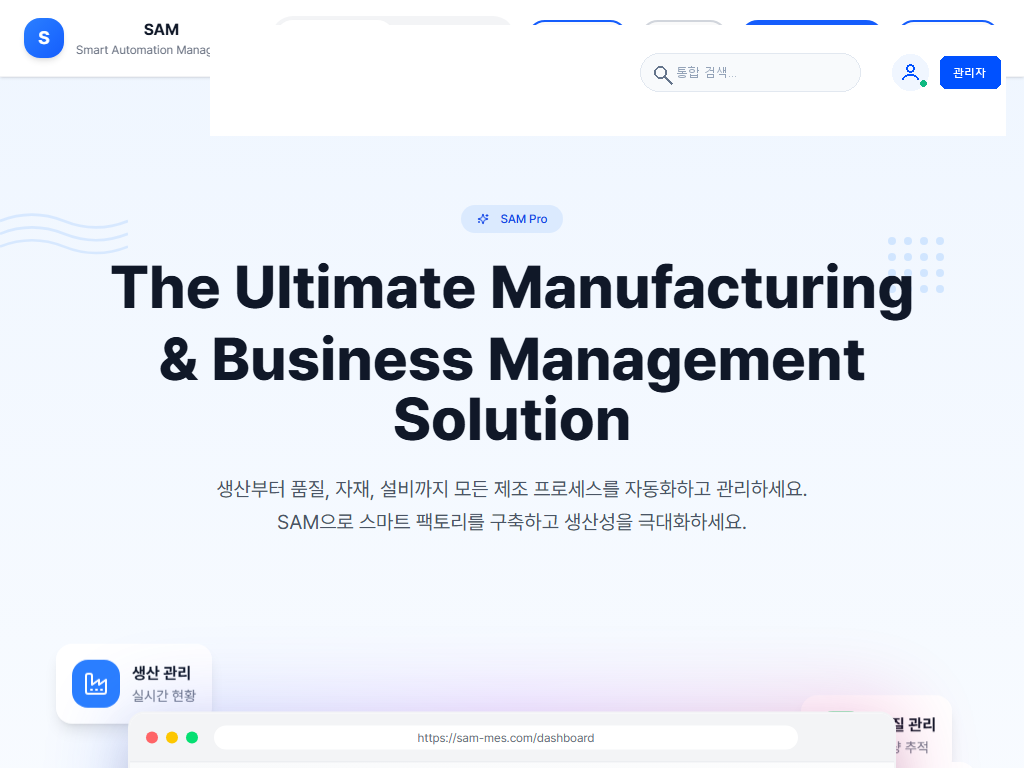 S
SAM
Smart Automation Manag
통합 검색...
관리자
SAM Pro
The Ultimate Manufacturing
& Business Management
Solution
생산부터 품질, 자재, 설비까지 모든 제조 프로세스를 자동화하고 관리하세요.
SAM으로 스마트 팩토리를 구축하고 생산성을 극대화하세요.
생산 관리
실시간 현황
질 관리
추적
https://sam-mes.com/dashboard